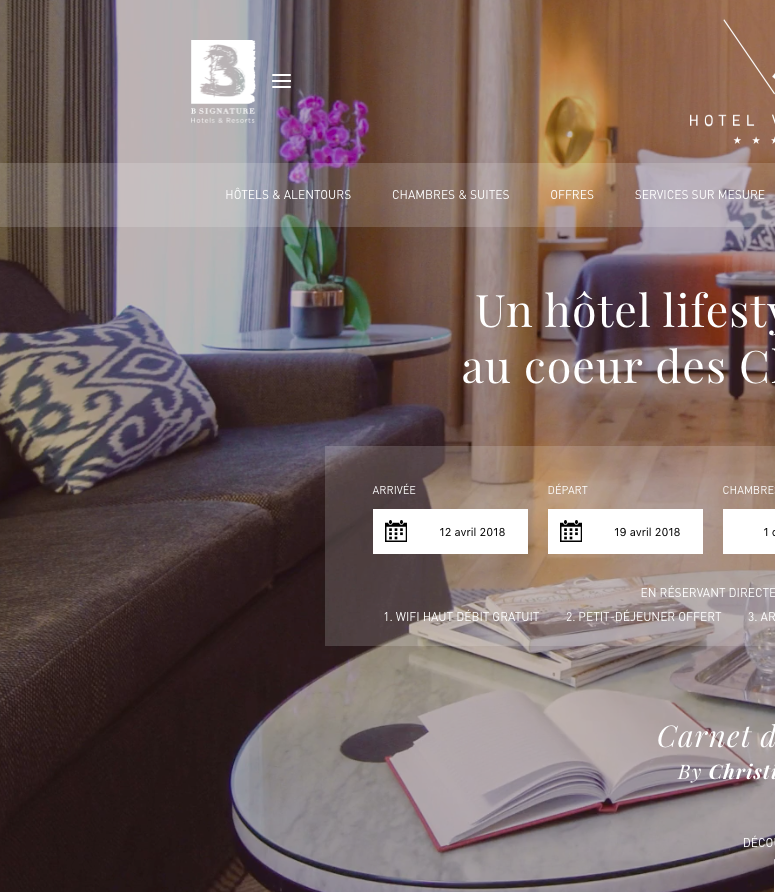 B SIGNATURE
Hotels & Resorts
HOTEL
HÔTELS & ALENTOURS CHAMBRES & SUITES OFFRES SERVICES SUR MESURE
Un hôtel lifesty
au coeur des C
ARRIVÉE DÉPART CHAMBRE
12 avril 2018 19 avril 2018 1
EN RÉSERVANT DIRECTE
1. WIFI HAUT DÉBIT GRATUIT 2. PETIT-DÉJEUNER OFFERT 3. AR
Carnet d
By Christi
DÉCO